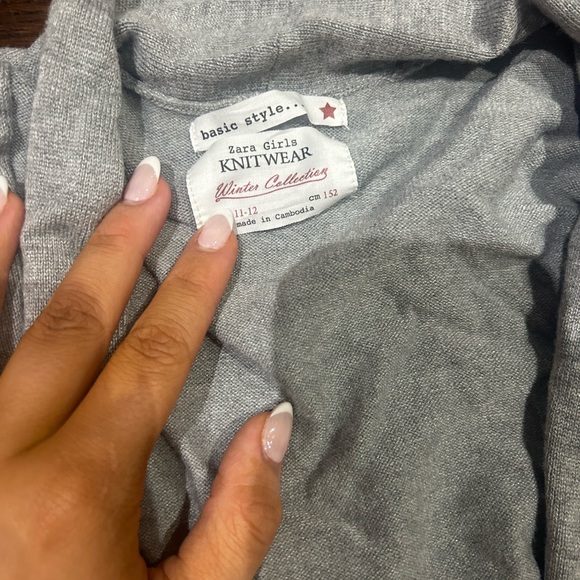 basic style...
Zara Girls
KNITWEAR
Winter Collection
11-12 cm 152
made in Cambodia